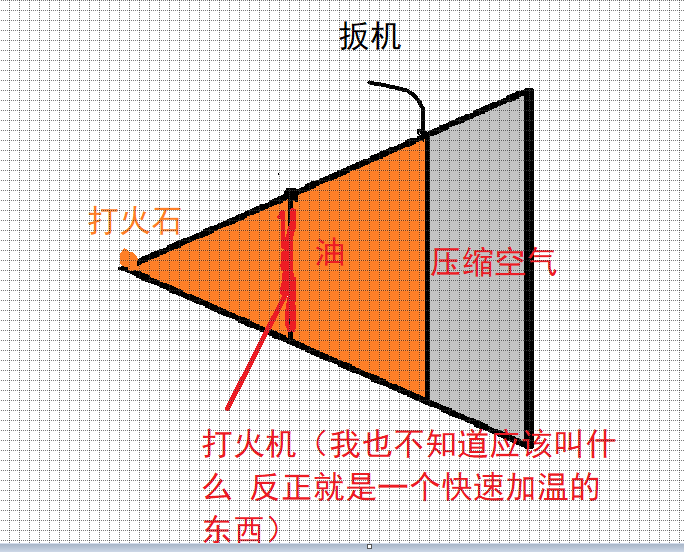 扳机
打火石
油
压缩空气
打火机（我也不知道应该叫什
么 反正就是一个快速加温的
东西）